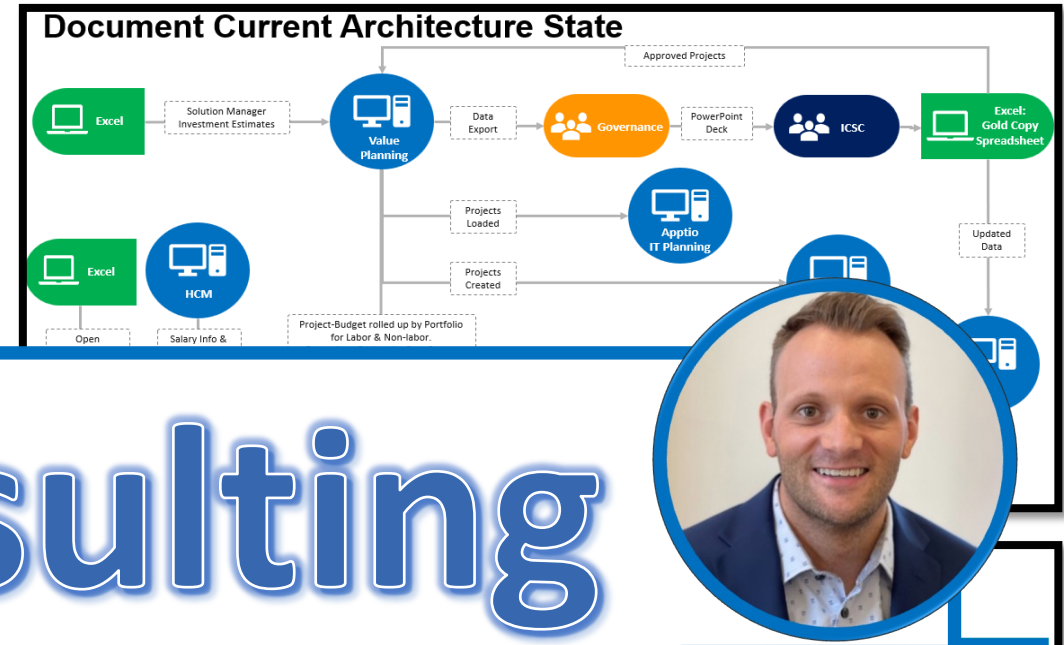 Document Current Architecture State
Approved Projects
Excel
Solution Manager
Investment Estimates
Value
Planning
Data
Export
Governance
PowerPoint
Deck
ICSC
Excel:
Gold Copy
Spreadsheet
Projects
Loaded
Apptio
IT Planning
Updated
Data
Excel
HCM
Projects
Created
Open
Salary Info &
Project-Budget rolled up by Portfolio
for Labor & Non-labor.
sulting